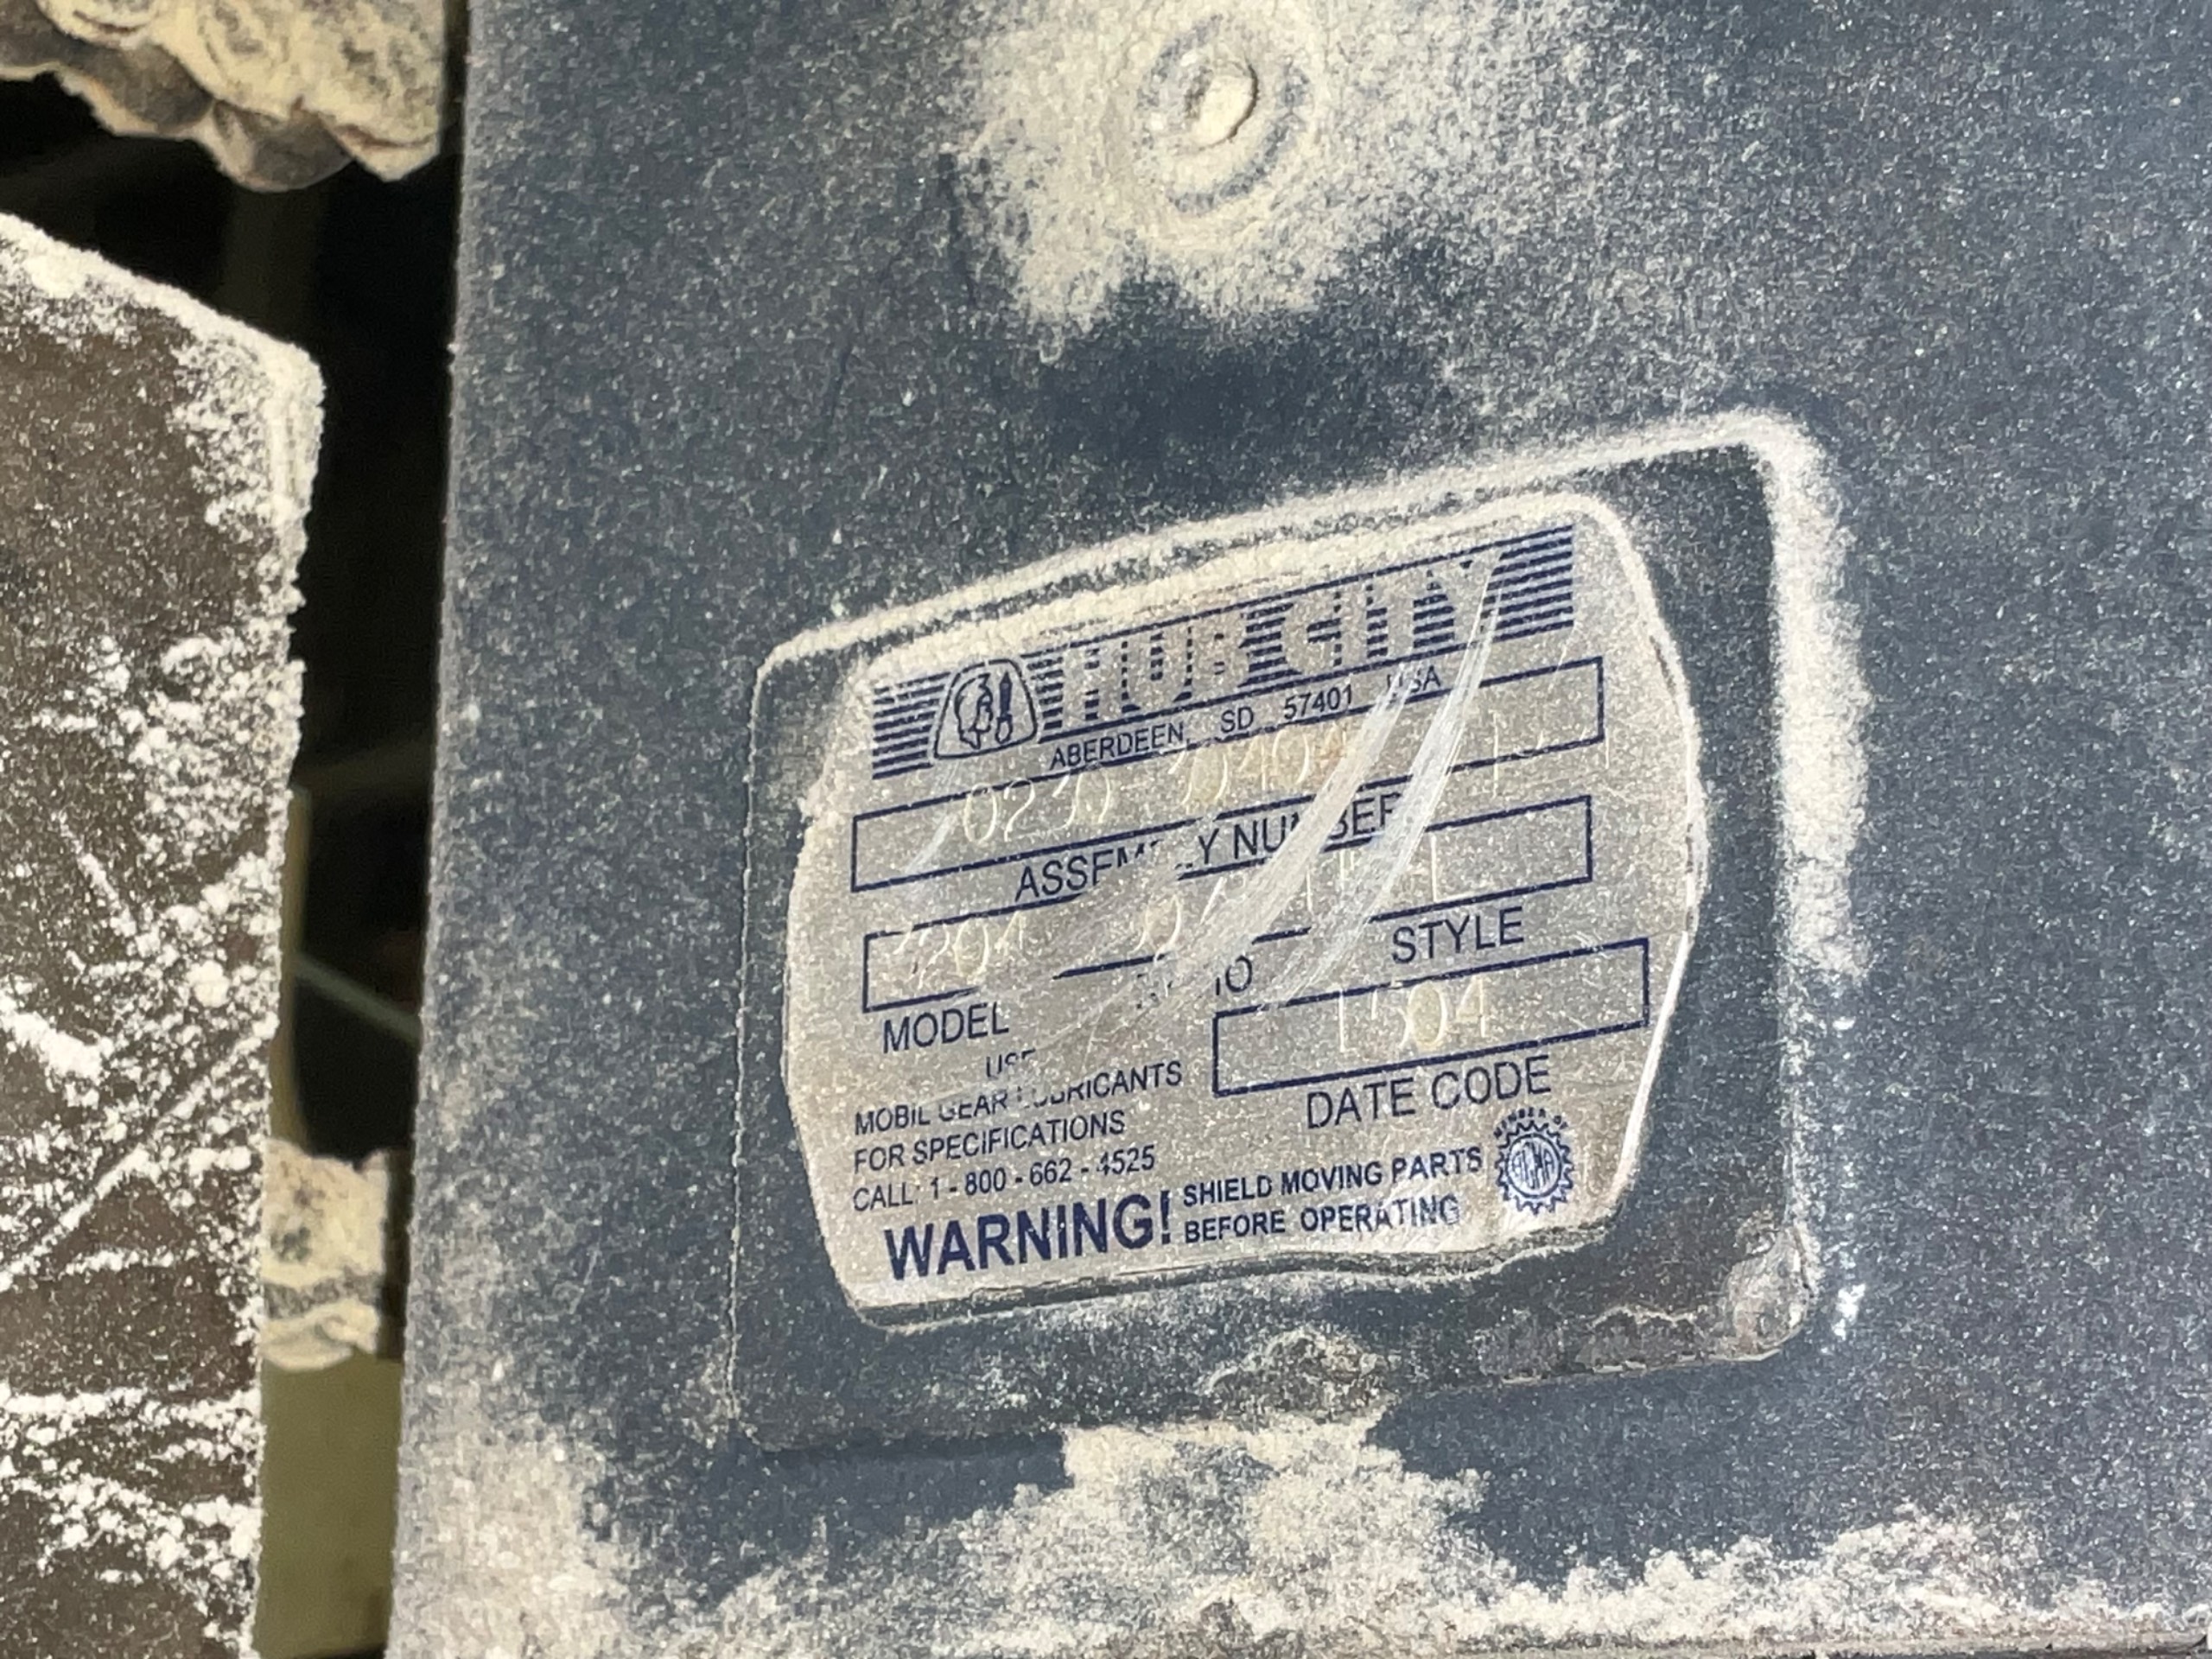 HUB CITY
ABERDEEN, SD 57401 USA
ASSEMBLY NUMBER
STYLE
MODEL
1504
USE
DATE CODE
MOBIL GEAR LUBRICANTS
FOR SPECIFICATIONS
CALL: 1 - 800 - 662 - 4525
WARNING! SHIELD MOVING PARTS
BEFORE OPERATING